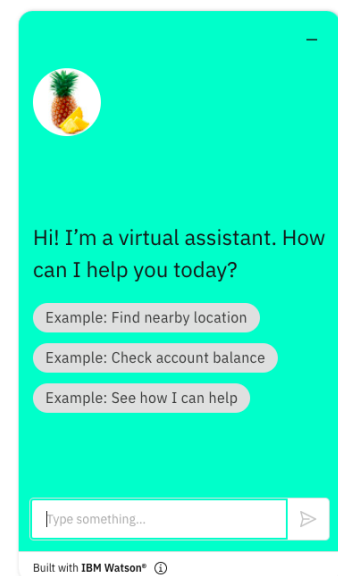 Hi! I’m a virtual assistant. How
can I help you today?
Example: Find nearby location
Example: Check account balance
Example: See how I can help
Type something...
Built with IBM Watson®